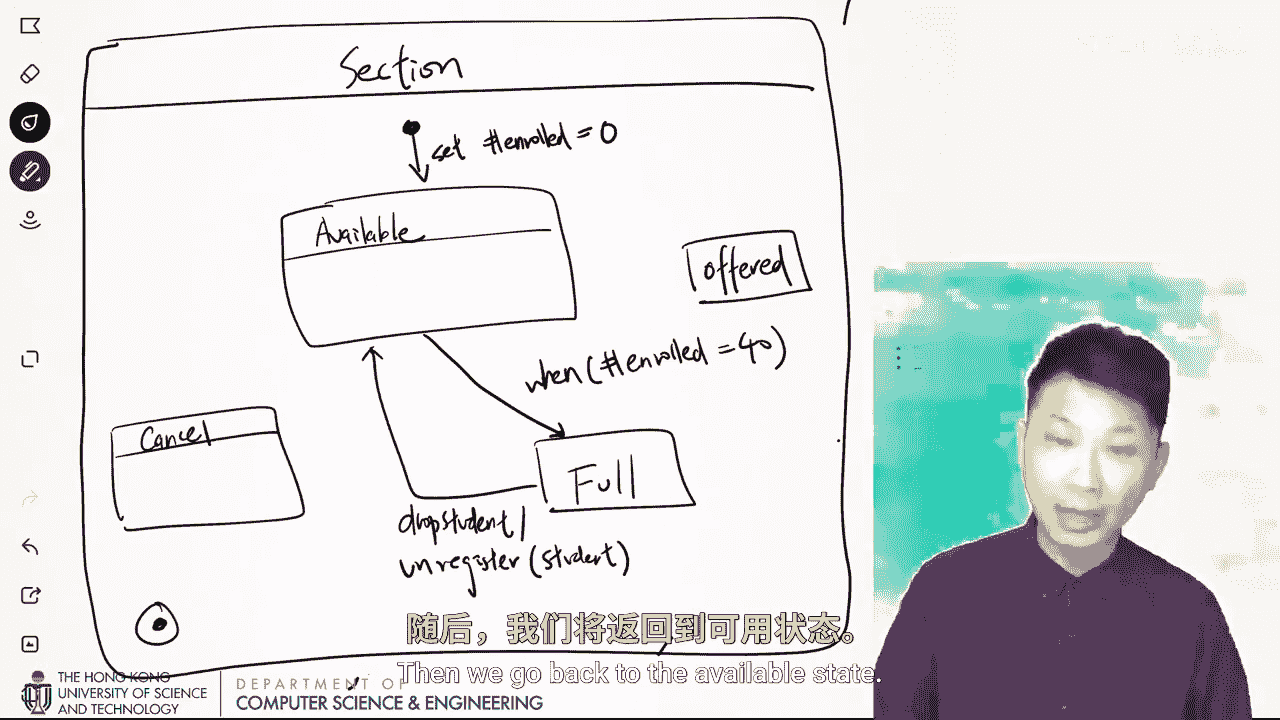 Section
set #enrolled = 0
Available
offered
when(#enrolled = 40)
Cancel
Full
dropstudent/
unregister(student)
随后，我们将返回到可用状态。
Then we go back to the available state.
THE HONG KONG
UNIVERSITY OF SCIENCE
AND TECHNOLOGY
DEPARTMENT OF
COMPUTER SCIENCE & ENGINEERING